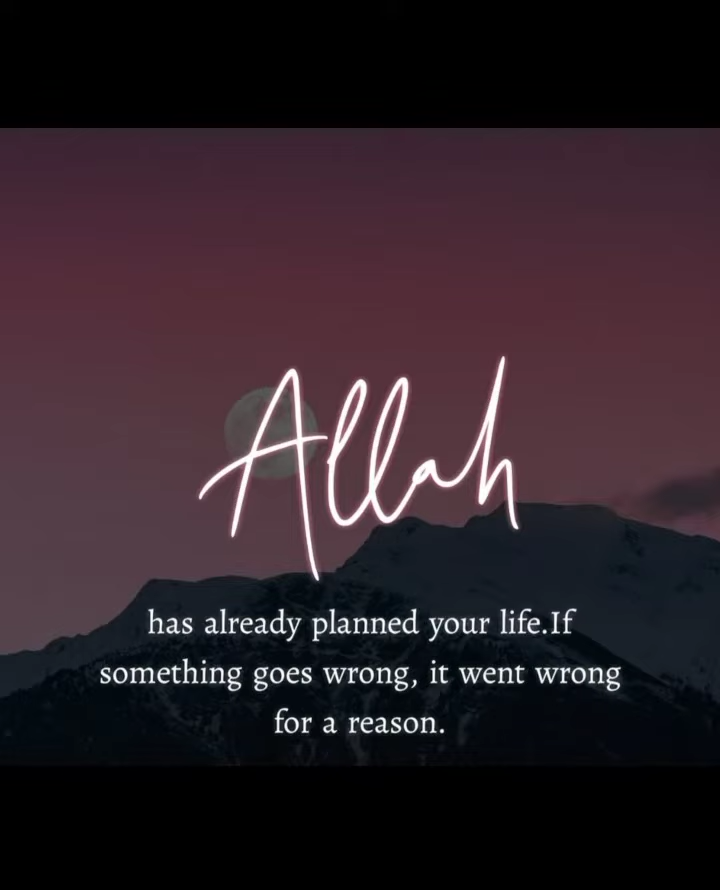 Allah
has already planned your life.If
something goes wrong, it went wrong
for a reason.